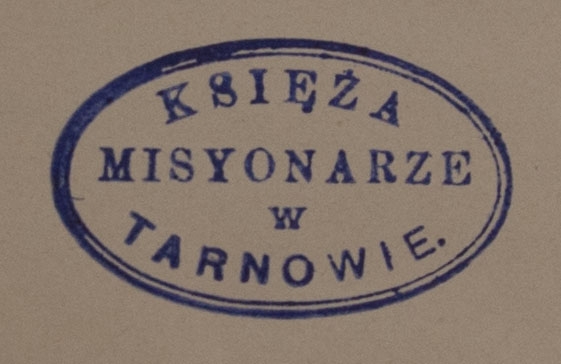 KSIĘŻA
MISYONARZE
W
TARNOWIE.